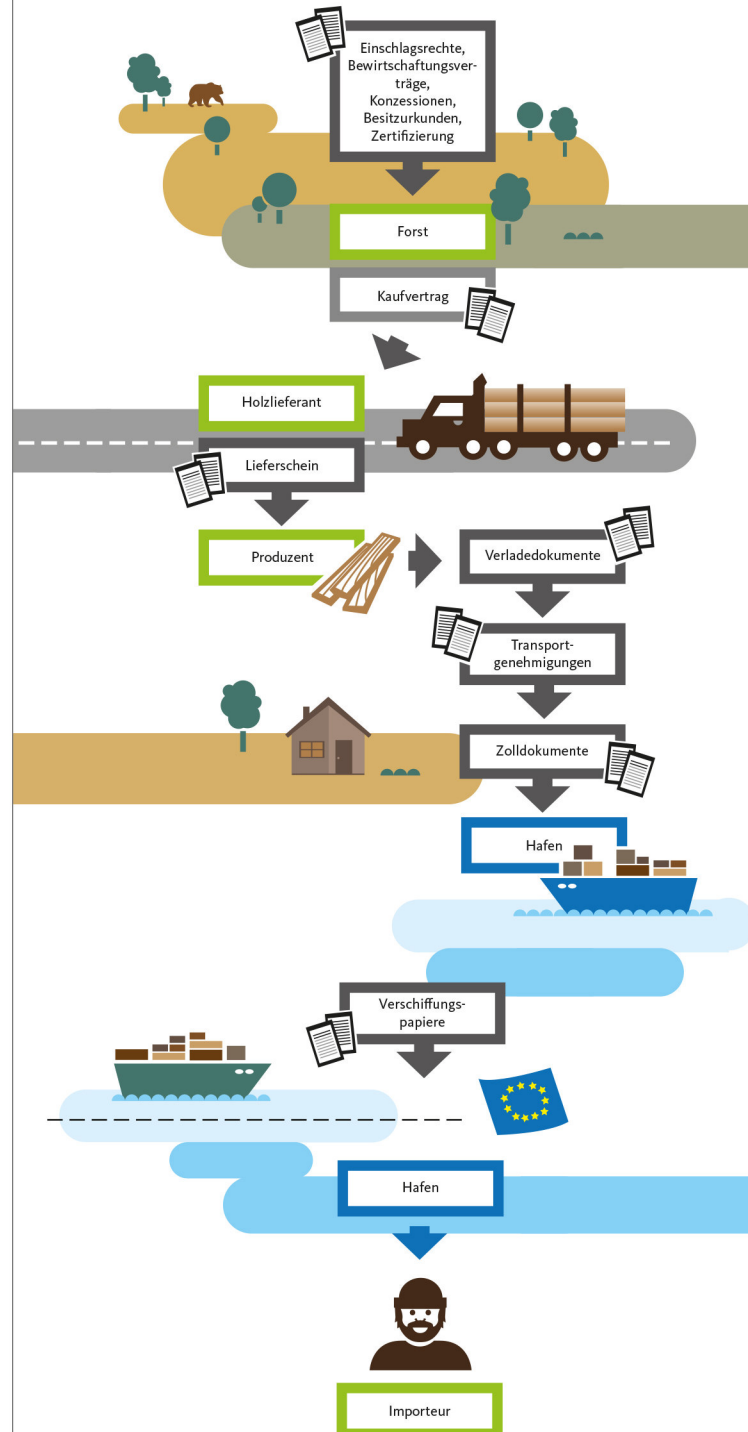 Einschlagsrechte,
Bewirtschaftungsver-
träge,
Konzessionen,
Besitzurkunden,
Zertifizierung
Forst
Kaufvertrag
Holzlieferant
Lieferschein
Produzent
Verladedokumente
Transport-
genehmigungen
Zolldokumente
Hafen
Verschiffungs-
papiere
Hafen
Importeur